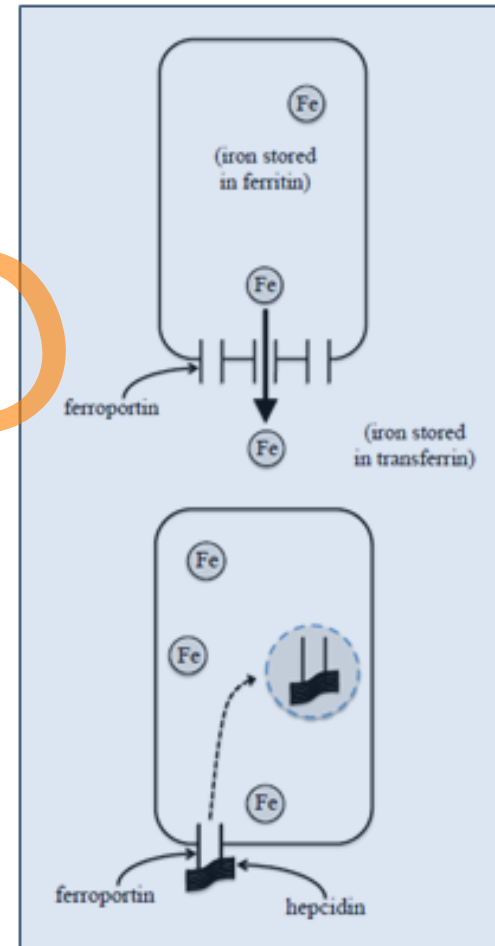 Fe
(iron stored
in ferritin)
Fe
ferroportin
Fe
(iron stored
in transferrin)
Fe
Fe
Fe
ferroportin
hepcidin